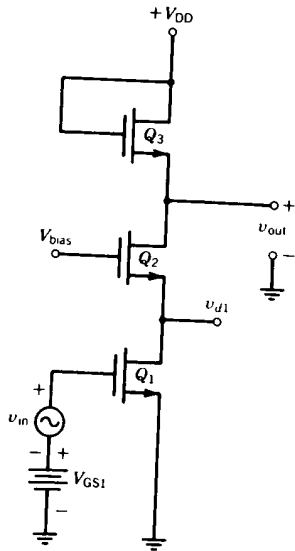 +V_DD
Q_3
+
v_out
−
V_bias
Q_2
v_d1
Q_1
+
v_in
−
+
V_GS1
−